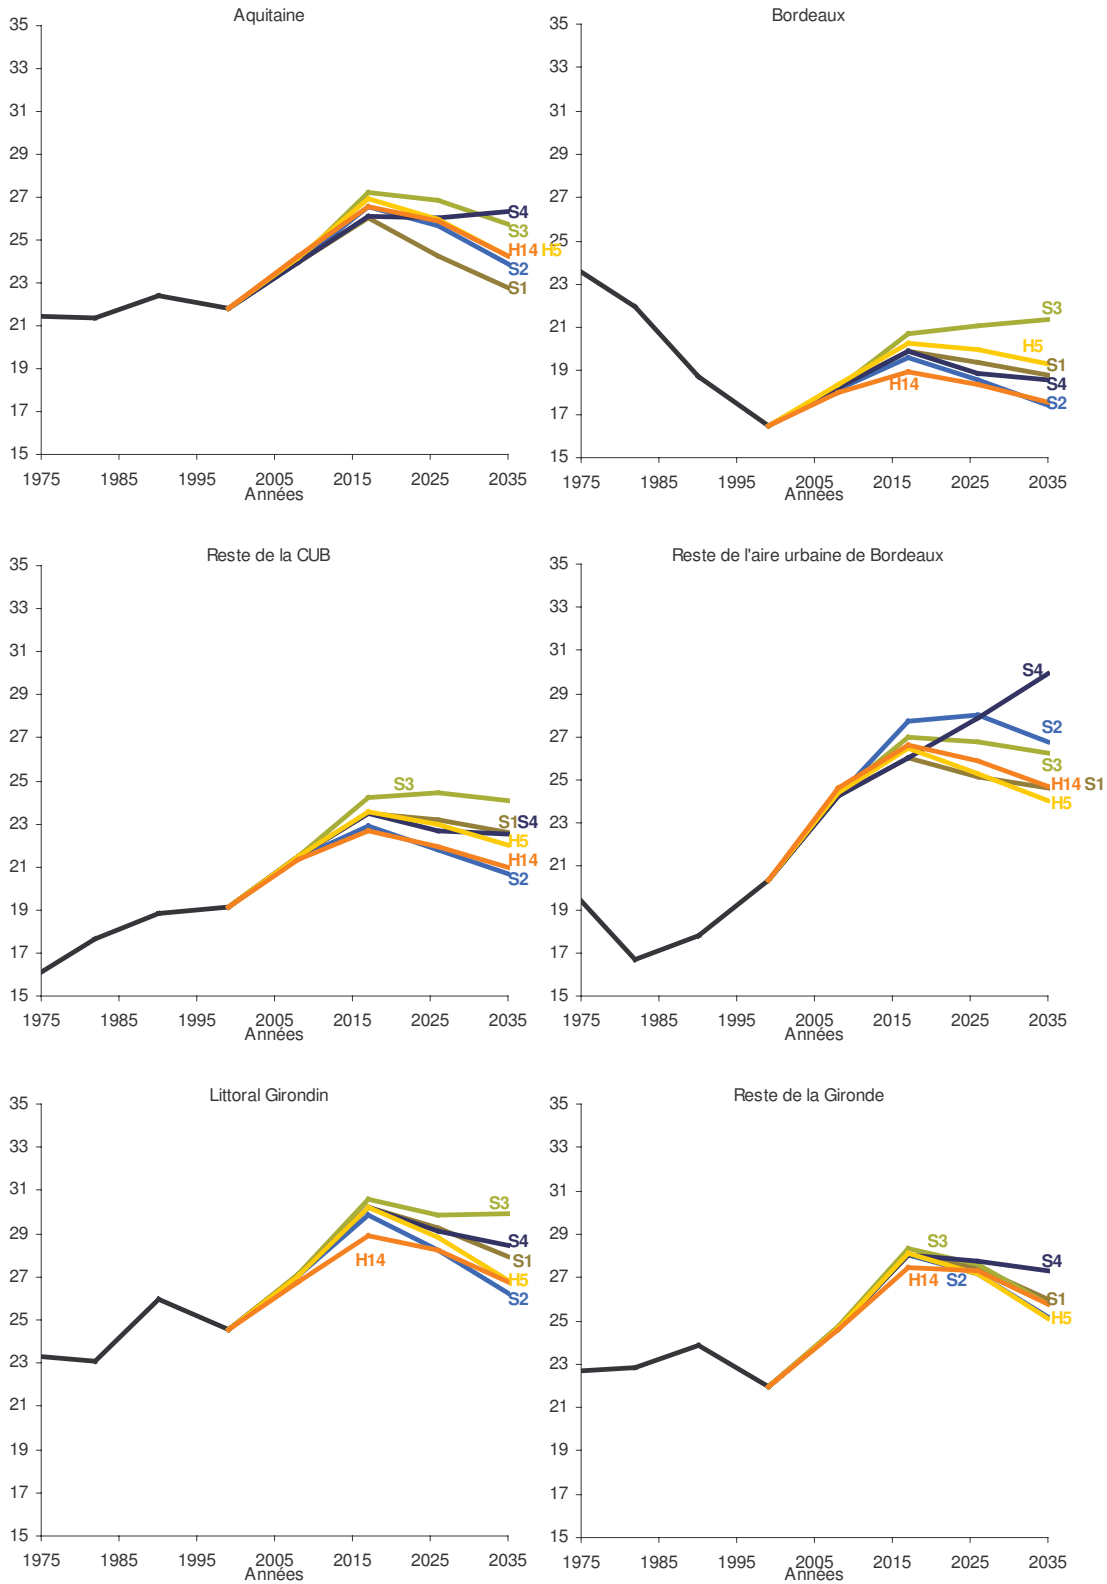 Aquitaine
35
33
31
29
27
25
23
21
19
17
15
1975 1985 1995 2005 2015 2025 2035
Années
S4
S3
H14 H5
S2
S1
Bordeaux
35
33
31
29
27
25
23
21
19
17
15
1975 1985 1995 2005 2015 2025 2035
Années
S3
H5
S1
S4
H14
S2
Reste de la CUB
35
33
31
29
27
25
23
21
19
17
15
1975 1985 1995 2005 2015 2025 2035
Années
S3
S1 S4
H5
H14
S2
Reste de l'aire urbaine de Bordeaux
35
33
31
29
27
25
23
21
19
17
15
1975 1985 1995 2005 2015 2025 2035
Années
S4
S2
S3
H14 S1
H5
Littoral Girondin
35
33
31
29
27
25
23
21
19
17
15
1975 1985 1995 2005 2015 2025 2035
Années
S3
S4
H14 S1
H5
S2
Reste de la Gironde
35
33
31
29
27
25
23
21
19
17
15
1975 1985 1995 2005 2015 2025 2035
Années
S3
S4
H14 S2
S1
H5